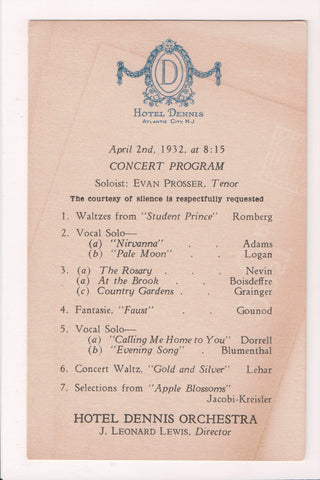 D
HOTEL DENNIS
ATLANTIC CITY, N.J.
April 2nd, 1932, at 8:15
CONCERT PROGRAM
Soloist: EVAN PROSSER, Tenor
The courtesy of silence is respectfully requested
1. Waltzes from "Student Prince" Romberg
2. Vocal Solo—
(a) "Nirvanna" . . Adams
(b) "Pale Moon" . . Logan
3. (a) The Rosary . . Nevin
(a) At the Brook . Boisdeffre
(c) Country Gardens . Grainger
4. Fantasie, "Faust" . . Gounod
5. Vocal Solo—
(a) "Calling Me Home to You" Dorrell
(b) "Evening Song" . Blumenthal
6. Concert Waltz, "Gold and Silver" Lehar
7. Selections from "Apple Blossoms"
Jacobi-Kreisler
HOTEL DENNIS ORCHESTRA
J. LEONARD LEWIS, Director